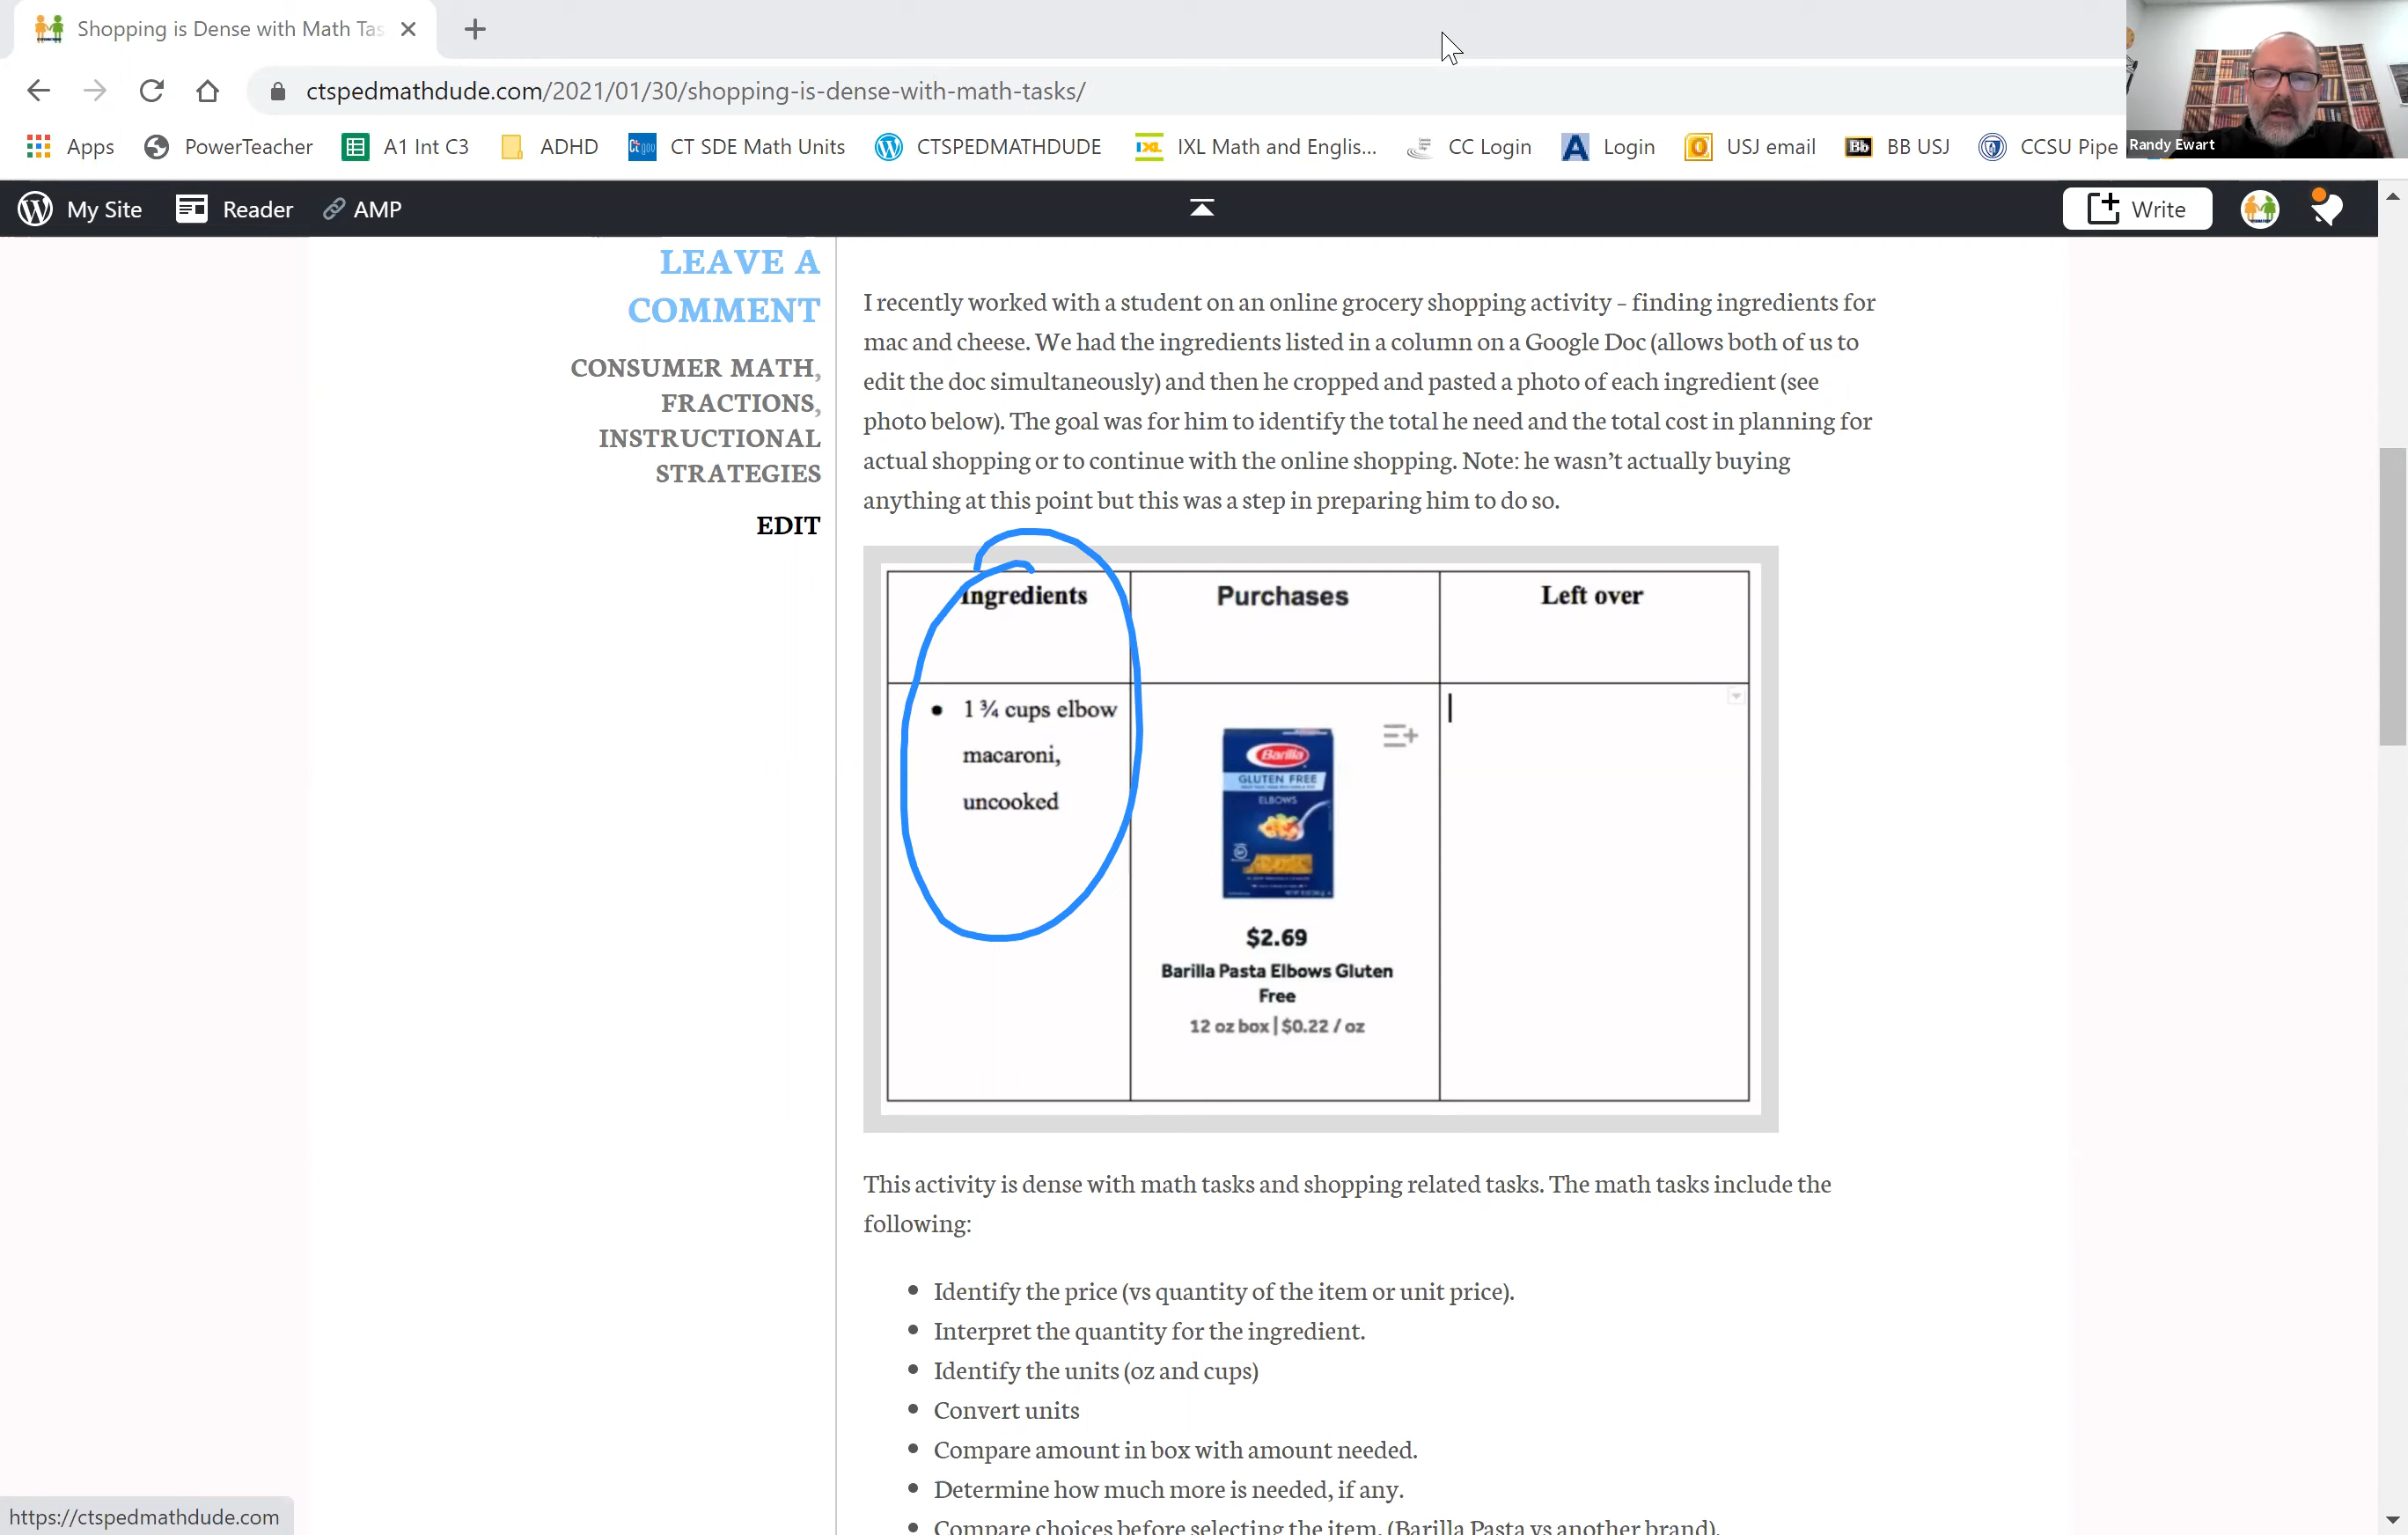 Shopping is Dense with Math Tas
ctspedmathdude.com/2021/01/30/shopping-is-dense-with-math-tasks/
Apps PowerTeacher A1 Int C3 ADHD CT SDE Math Units CTSPEDMATHDUDE IXL Math and Englis... CC Login Login USJ email BB USJ CCSU Pipe
Randy Ewart
My Site Reader AMP Write
LEAVE A
COMMENT
CONSUMER MATH,
FRACTIONS,
INSTRUCTIONAL
STRATEGIES
EDIT
I recently worked with a student on an online grocery shopping activity – finding ingredients for
mac and cheese. We had the ingredients listed in a column on a Google Doc (allows both of us to
edit the doc simultaneously) and then he cropped and pasted a photo of each ingredient (see
photo below). The goal was for him to identify the total he need and the total cost in planning for
actual shopping or to continue with the online shopping. Note: he wasn't actually buying
anything at this point but this was a step in preparing him to do so.
Ingredients Purchases Left over
• 1 ¾ cups elbow
macaroni,
uncooked
Barilla
GLUTEN FREE
ELBOWS
$2.69
Barilla Pasta Elbows Gluten
Free
12 oz box | $0.22 / oz
This activity is dense with math tasks and shopping related tasks. The math tasks include the
following:
• Identify the price (vs quantity of the item or unit price).
• Interpret the quantity for the ingredient.
• Identify the units (oz and cups)
• Convert units
• Compare amount in box with amount needed.
• Determine how much more is needed, if any.
• Compare choices before selecting the item. (Barilla Pasta vs another brand).
https://ctspedmathdude.com